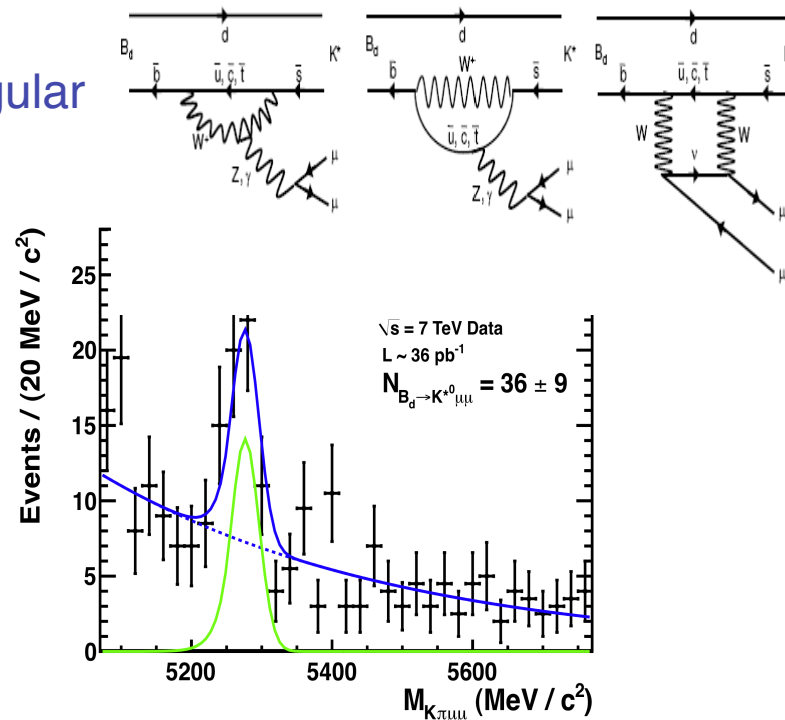 gular
d
B_d
K*
b̄
ū, c̄, t̄
s̄
W⁺
Z, γ
μ
μ
d
B_d
K*
W⁺
b̄
s̄
ū, c̄, t̄
Z, γ
μ
μ
d
B_d
b̄
ū, c̄, t̄
s̄
W
W
ν
μ
μ
Events / (20 MeV / c²)
25
20
15
10
5
0
√s = 7 TeV Data
L ~ 36 pb⁻¹
N_{B_d→K*⁰μμ} = 36 ± 9
5200
5400
5600
M_{Kπμμ} (MeV / c²)